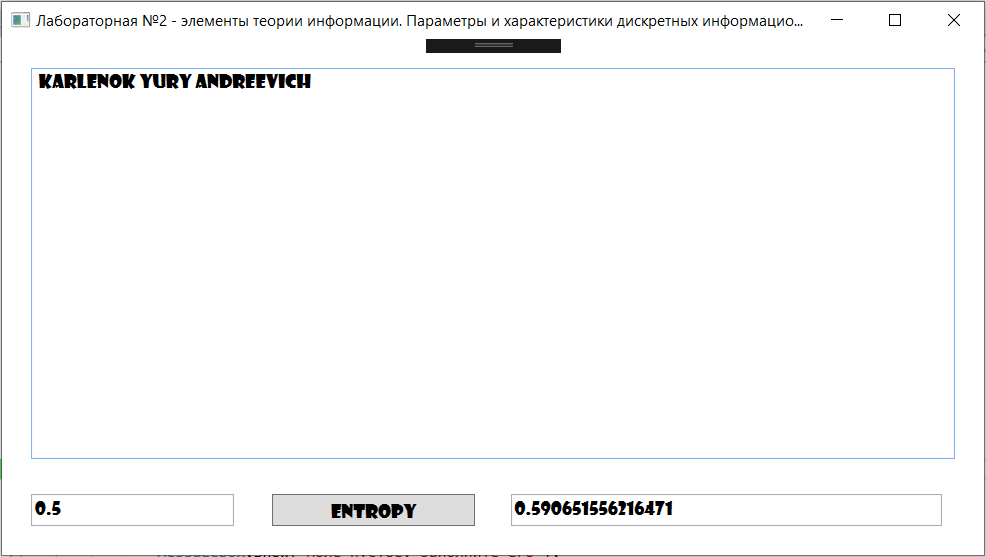 Лабораторная №2 - элементы теории информации. Параметры и характеристики дискретных информацио...
KARLENOK YURY ANDREEVICH
0.5
ENTROPY
0.590651556216471